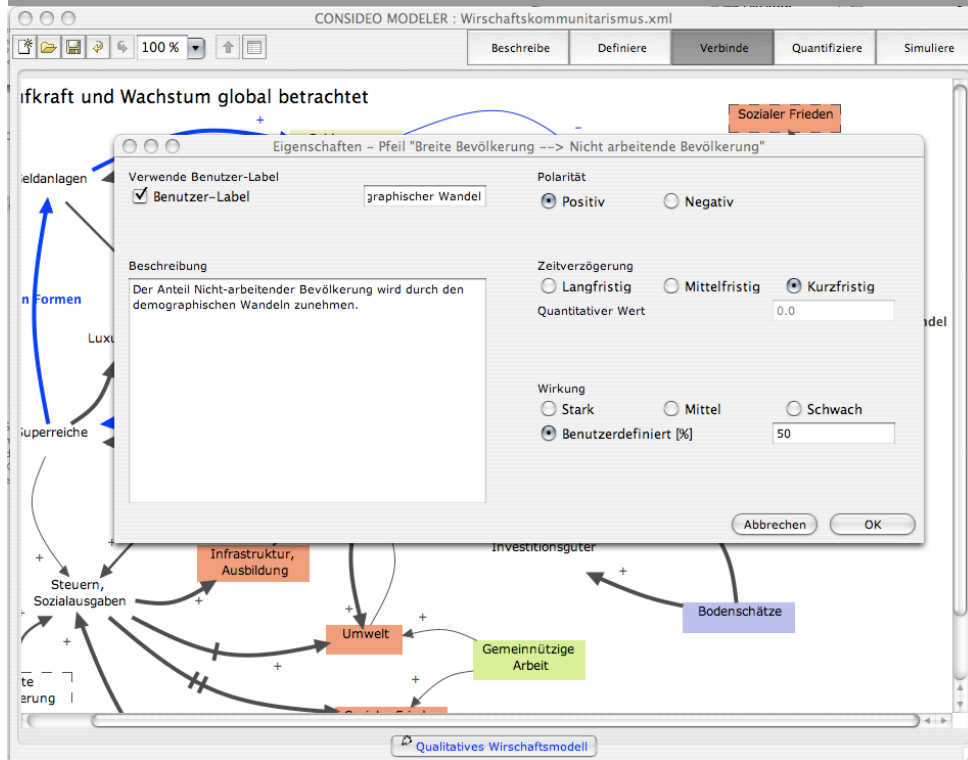 CONSIDEO MODELER : Wirschaftskommunitarismus.xml
100 %
Beschreibe
Definiere
Verbinde
Quantifiziere
Simuliere
ufkraft und Wachstum global betrachtet
+
-
Sozialer Frieden
Eigenschaften – Pfeil "Breite Bevölkerung --> Nicht arbeitende Bevölkerung"
Verwende Benutzer-Label
Benutzer-Label
graphischer Wandel
Polarität
Positiv
Negativ
Beschreibung
Der Anteil Nicht-arbeitender Bevölkerung wird durch den
demographischen Wandeln zunehmen.
Zeitverzögerung
Langfristig
Mittelfristig
Kurzfristig
Quantitativer Wert
0.0
Wirkung
Stark
Mittel
Schwach
Benutzerdefiniert [%]
50
Abbrechen
OK
eldanlagen
n Formen
Luxu
ndel
Superreiche
Investitionsgüter
Infrastruktur,
Ausbildung
+
+
+
+
Steuern,
Sozialausgaben
Bodenschätze
+
+
Umwelt
+
+
Gemeinnützige
Arbeit
+
+
te
erung
Qualitatives Wirschaftsmodell